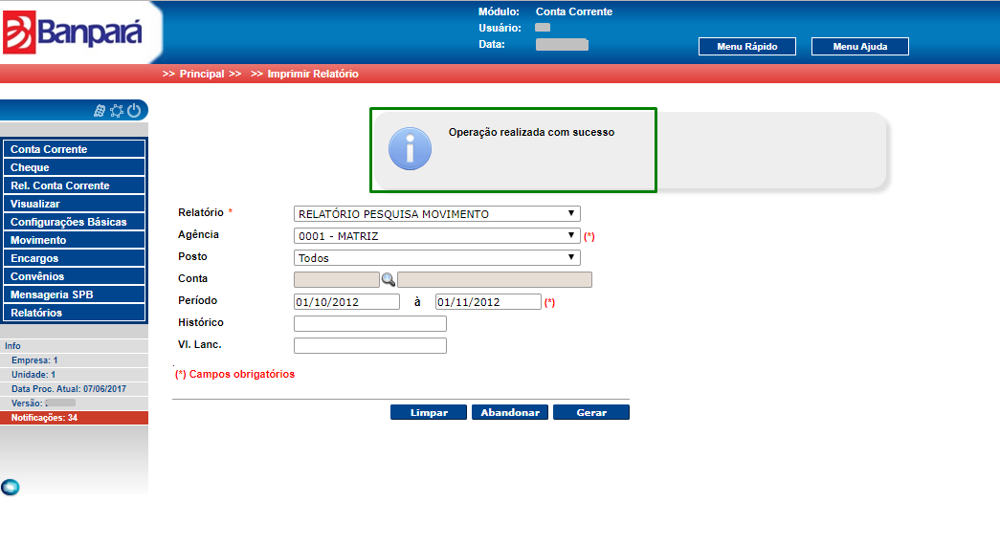 Banpará
Módulo: Conta Corrente
Usuário:
Data:
Menu Rápido Menu Ajuda
>> Principal >> >> Imprimir Relatório
Conta Corrente
Cheque
Rel. Conta Corrente
Visualizar
Configurações Básicas
Movimento
Encargos
Convênios
Mensageria SPB
Relatórios
Info
Empresa: 1
Unidade: 1
Data Proc. Atual: 07/06/2017
Versão:
Notificações: 34
Operação realizada com sucesso
Relatório * RELATÓRIO PESQUISA MOVIMENTO
Agência 0001 - MATRIZ (*)
Posto Todos
Conta
Período 01/10/2012 à 01/11/2012 (*)
Histórico
Vl. Lanc.
(*) Campos obrigatórios
Limpar Abandonar Gerar